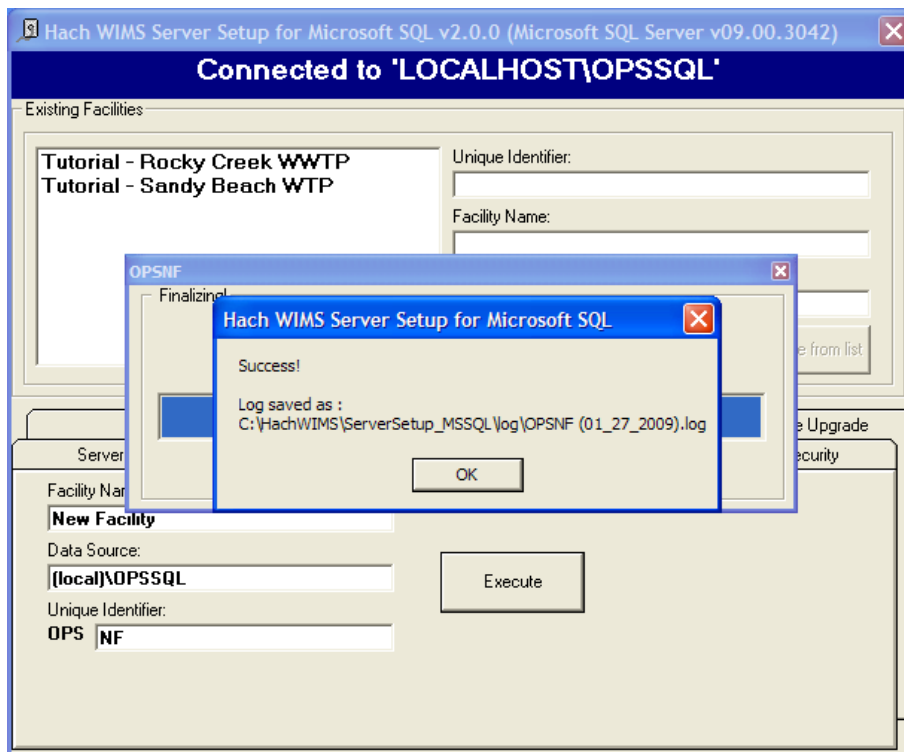 Hach WIMS Server Setup for Microsoft SQL v2.0.0 (Microsoft SQL Server v09.00.3042)
Connected to 'LOCALHOST\OPSSQL'
Existing Facilities
Tutorial - Rocky Creek WWTP
Tutorial - Sandy Beach WTP
Unique Identifier:
Facility Name:
OPSNF
Finalizing!
Hach WIMS Server Setup for Microsoft SQL
Success!
Log saved as :
C:\HachWIMS\ServerSetup_MSSQL\log\OPSNF (01_27_2009).log
OK
from list
Upgrade
Server
Facility
New Facility
Data Source:
(local)\OPSSQL
Execute
Unique Identifier:
OPS NF